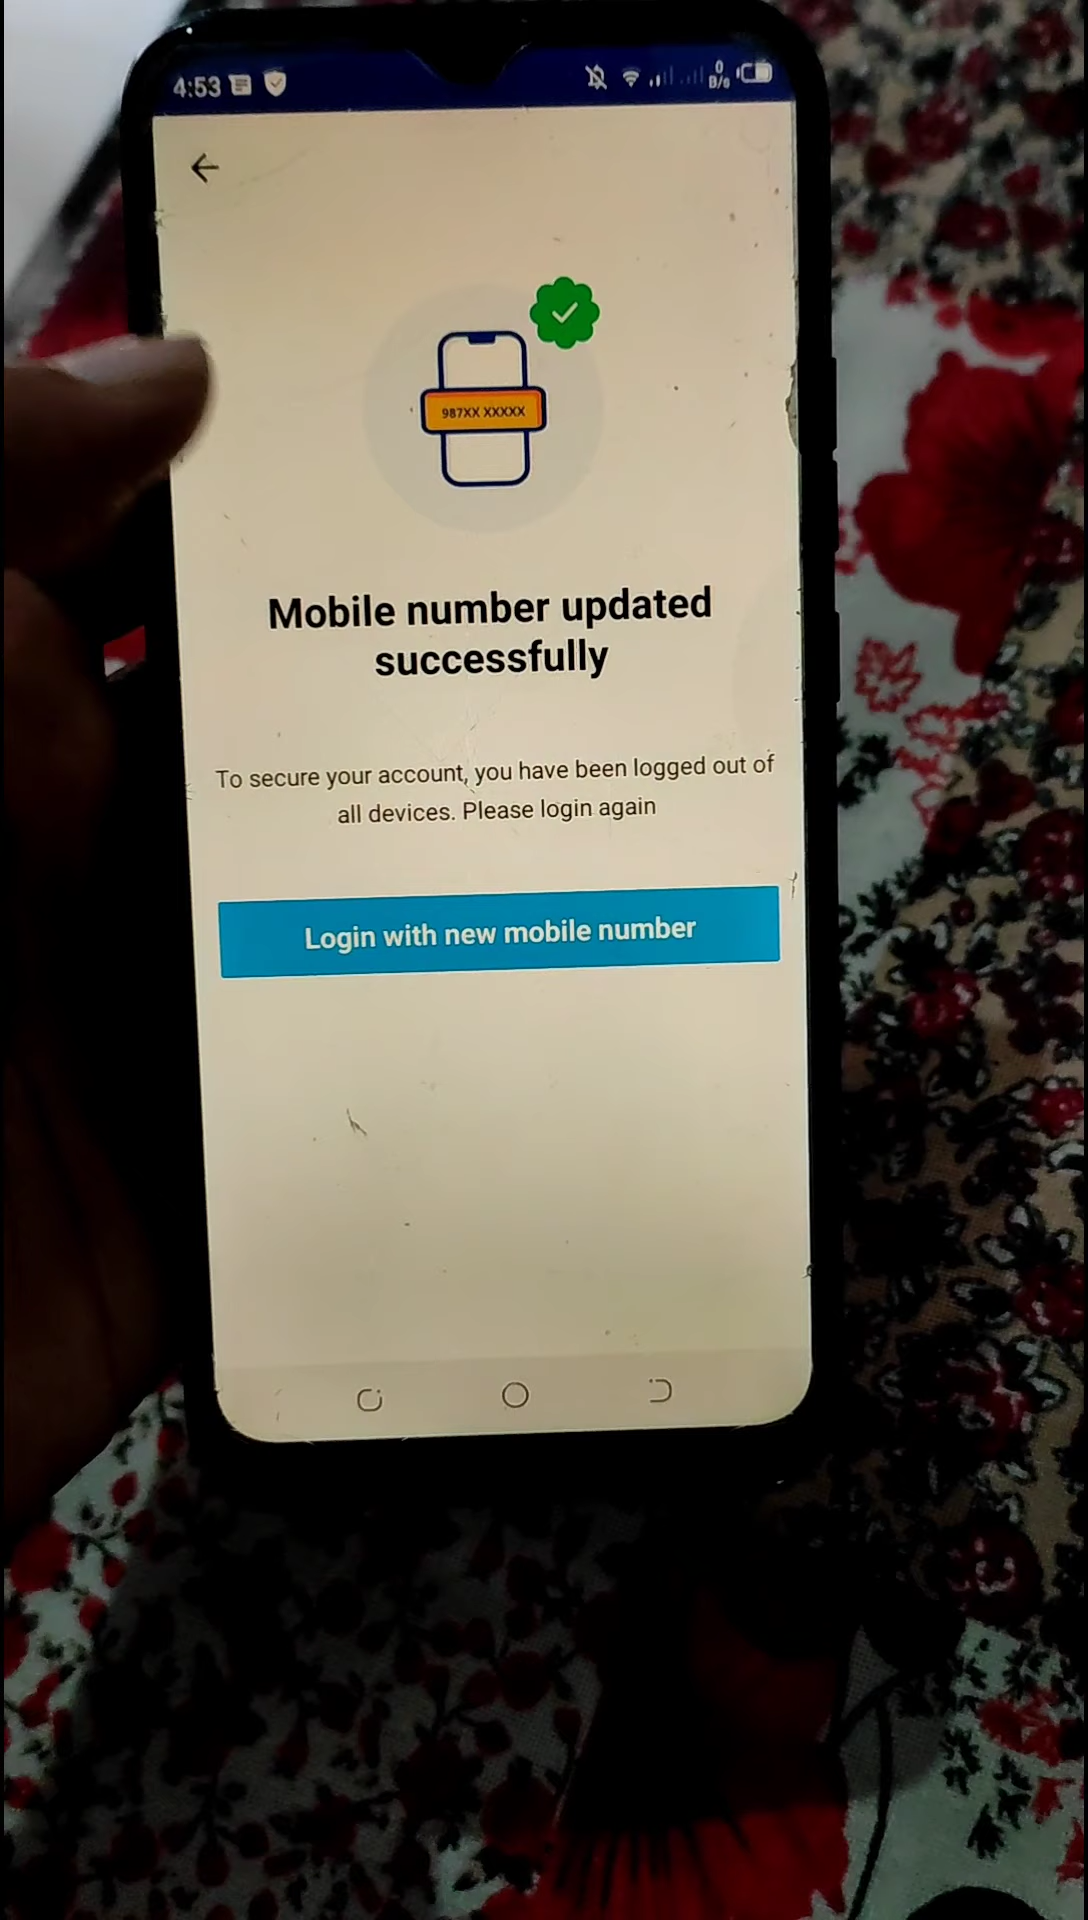 4:53
0
B/s
987XX XXXXX
Mobile number updated
successfully
To secure your account, you have been logged out of
all devices. Please login again
Login with new mobile number